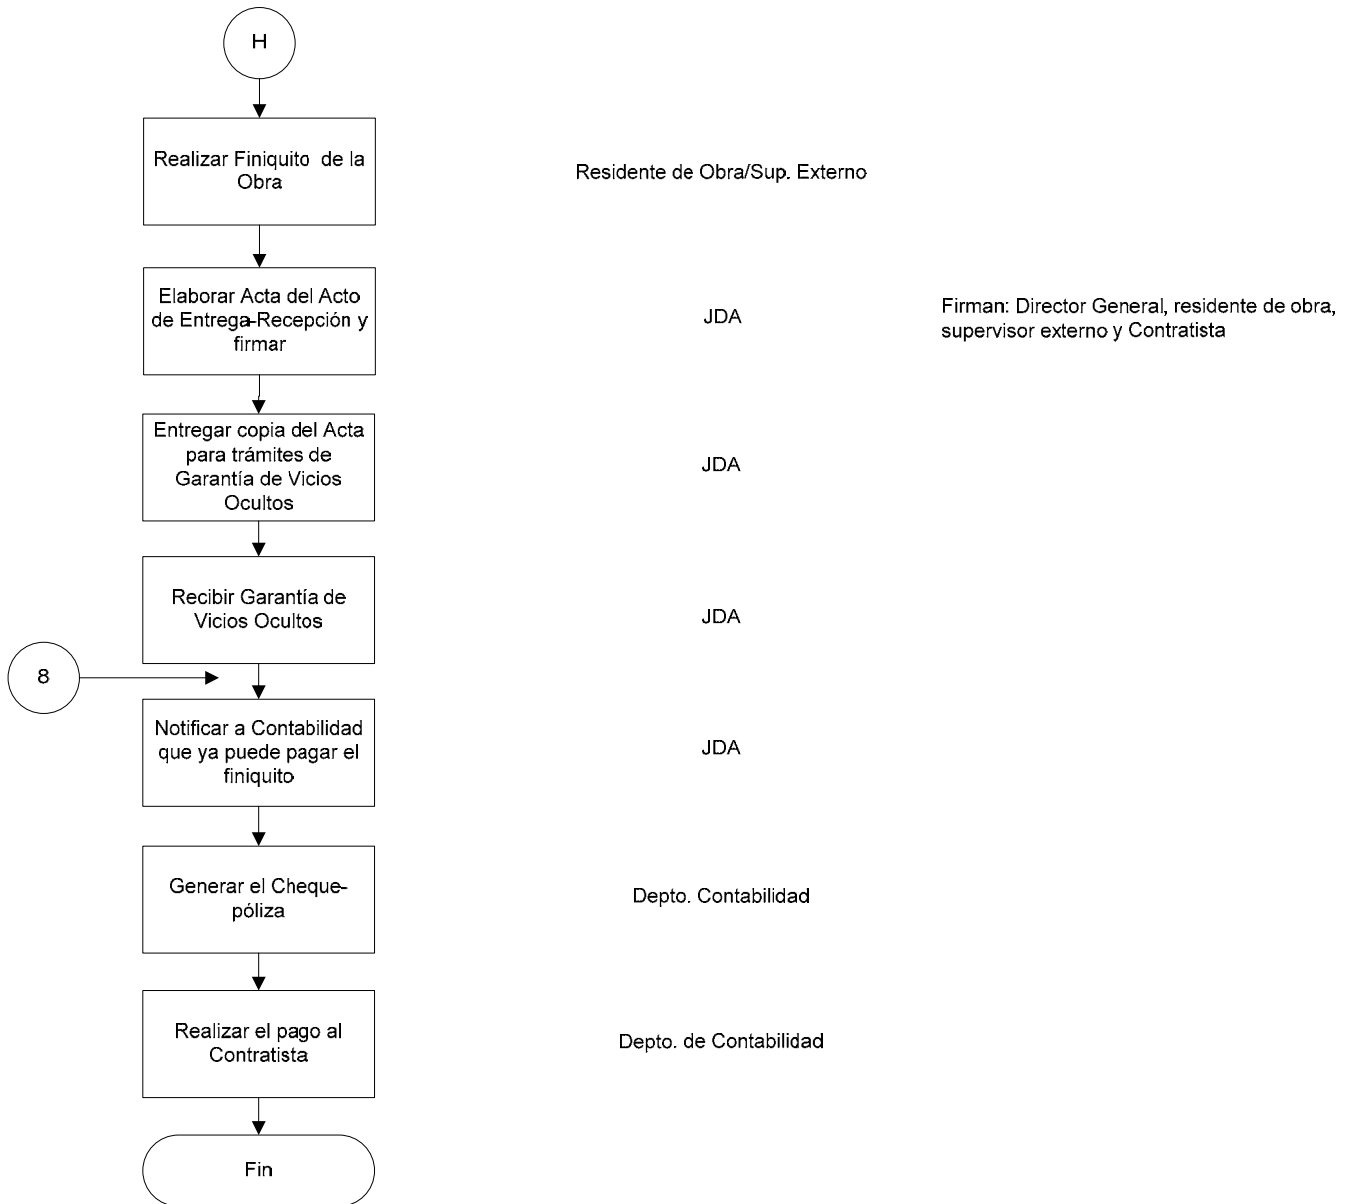 H
Realizar Finiquito de la
Obra
Residente de Obra/Sup. Externo
Elaborar Acta del Acto
de Entrega-Recepción y
firmar
JDA
Firman: Director General, residente de obra,
supervisor externo y Contratista
Entregar copia del Acta
para trámites de
Garantía de Vicios
Ocultos
JDA
Recibir Garantía de
Vicios Ocultos
JDA
8
Notificar a Contabilidad
que ya puede pagar el
finiquito
JDA
Generar el Cheque-
póliza
Depto. Contabilidad
Realizar el pago al
Contratista
Depto. de Contabilidad
Fin